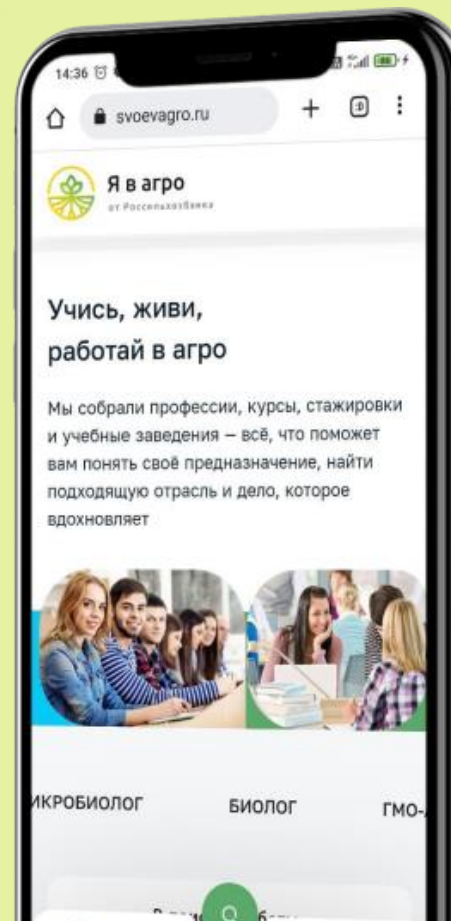 14:36
svoevagro.ru
Я в агро
от Россельхозбанка
Учись, живи,
работай в агро
Мы собрали профессии, курсы, стажировки
и учебные заведения — всё, что поможет
вам понять своё предназначение, найти
подходящую отрасль и дело, которое
вдохновляет
ИКРОБИОЛОГ БИОЛОГ ГМО-